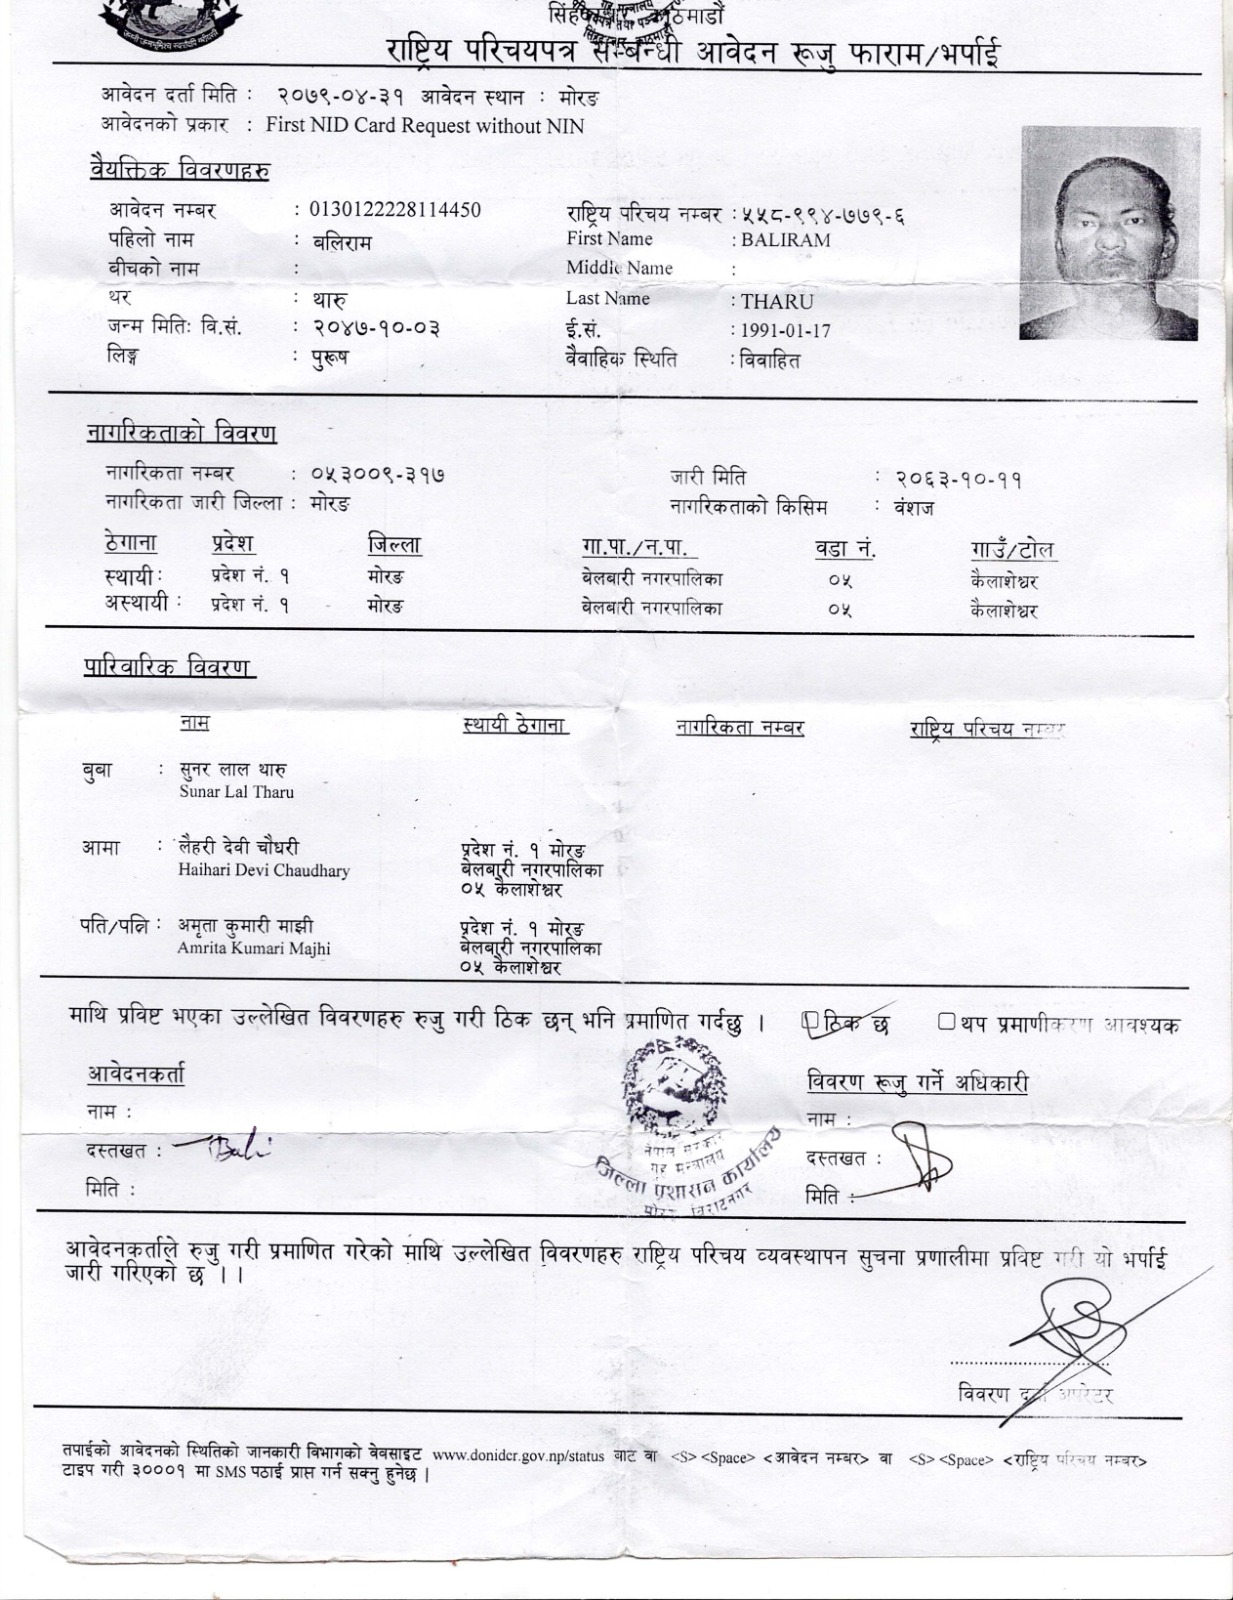 राष्ट्रिय परिचयपत्र सम्बन्धी आवेदन रूजु फाराम/भर्पाई
आवेदन दर्ता मिति : २०७९-०४-३१ आवेदन स्थान : मोरङ
आवेदनको प्रकार : First NID Card Request without NIN
वैयक्तिक विवरणहरु
आवेदन नम्बर : 0130122228114450 राष्ट्रिय परिचय नम्बर : ५५८-९९४-७७९-६
पहिलो नाम : बलिराम First Name : BALIRAM
बीचको नाम : Middle Name :
थर : थारु Last Name : THARU
जन्म मितिः वि.सं. : २०४७-१०-०३ ई.सं. : 1991-01-17
लिङ्ग : पुरूष वैवाहिक स्थिति : विवाहित
नागरिकताको विवरण
नागरिकता नम्बर : ०५३००९-३१७ जारी मिति : २०६३-१०-११
नागरिकता जारी जिल्ला : मोरङ नागरिकताको किसिम : वंशज
ठेगाना प्रदेश जिल्ला गा.पा./न.पा. वडा नं. गाउँ/टोल
स्थायी : प्रदेश नं. १ मोरङ बेलबारी नगरपालिका ०५ कैलाशेश्वर
अस्थायी : प्रदेश नं. १ मोरङ बेलबारी नगरपालिका ०५ कैलाशेश्वर
पारिवारिक विवरण
नाम स्थायी ठेगाना नागरिकता नम्बर राष्ट्रिय परिचय नम्बर
बुबा : सुनर लाल थारु
Sunar Lal Tharu
आमा : लैहरी देवी चौधरी प्रदेश नं. १ मोरङ
Haihari Devi Chaudhary बेलबारी नगरपालिका
०५ कैलाशेश्वर
पति/पत्नि : अमृता कुमारी माझी प्रदेश नं. १ मोरङ
Amrita Kumari Majhi बेलबारी नगरपालिका
०५ कैलाशेश्वर
माथि प्रविष्ट भएका उल्लेखित विवरणहरु रुजु गरी ठिक छन् भनि प्रमाणित गर्दछु । ठिक छ थप प्रमाणीकरण आवश्यक
आवेदनकर्ता विवरण रूजु गर्ने अधिकारी
नाम : नाम :
दस्तखत : दस्तखत :
मिति : मिति :
नेपाल सरकार
गृह मन्त्रालय
जिल्ला प्रशासन कार्यालय
मोरङ, विराटनगर
आवेदनकर्ताले रुजु गरी प्रमाणित गरेको माथि उल्लेखित विवरणहरु राष्ट्रिय परिचय व्यवस्थापन सुचना प्रणालीमा प्रविष्ट गरी यो भर्पाई
जारी गरिएको छ ।।
विवरण दर्ता अपरेटर
तपाईको आवेदनको स्थितिको जानकारी विभागको वेवसाइट www.donidcr.gov.np/status बाट वा <S> <Space> <आवेदन नम्बर> वा <S> <Space> <राष्ट्रिय परिचय नम्बर>
टाइप गरी ३०००१ मा SMS पठाई प्राप्त गर्न सक्नु हुनेछ |